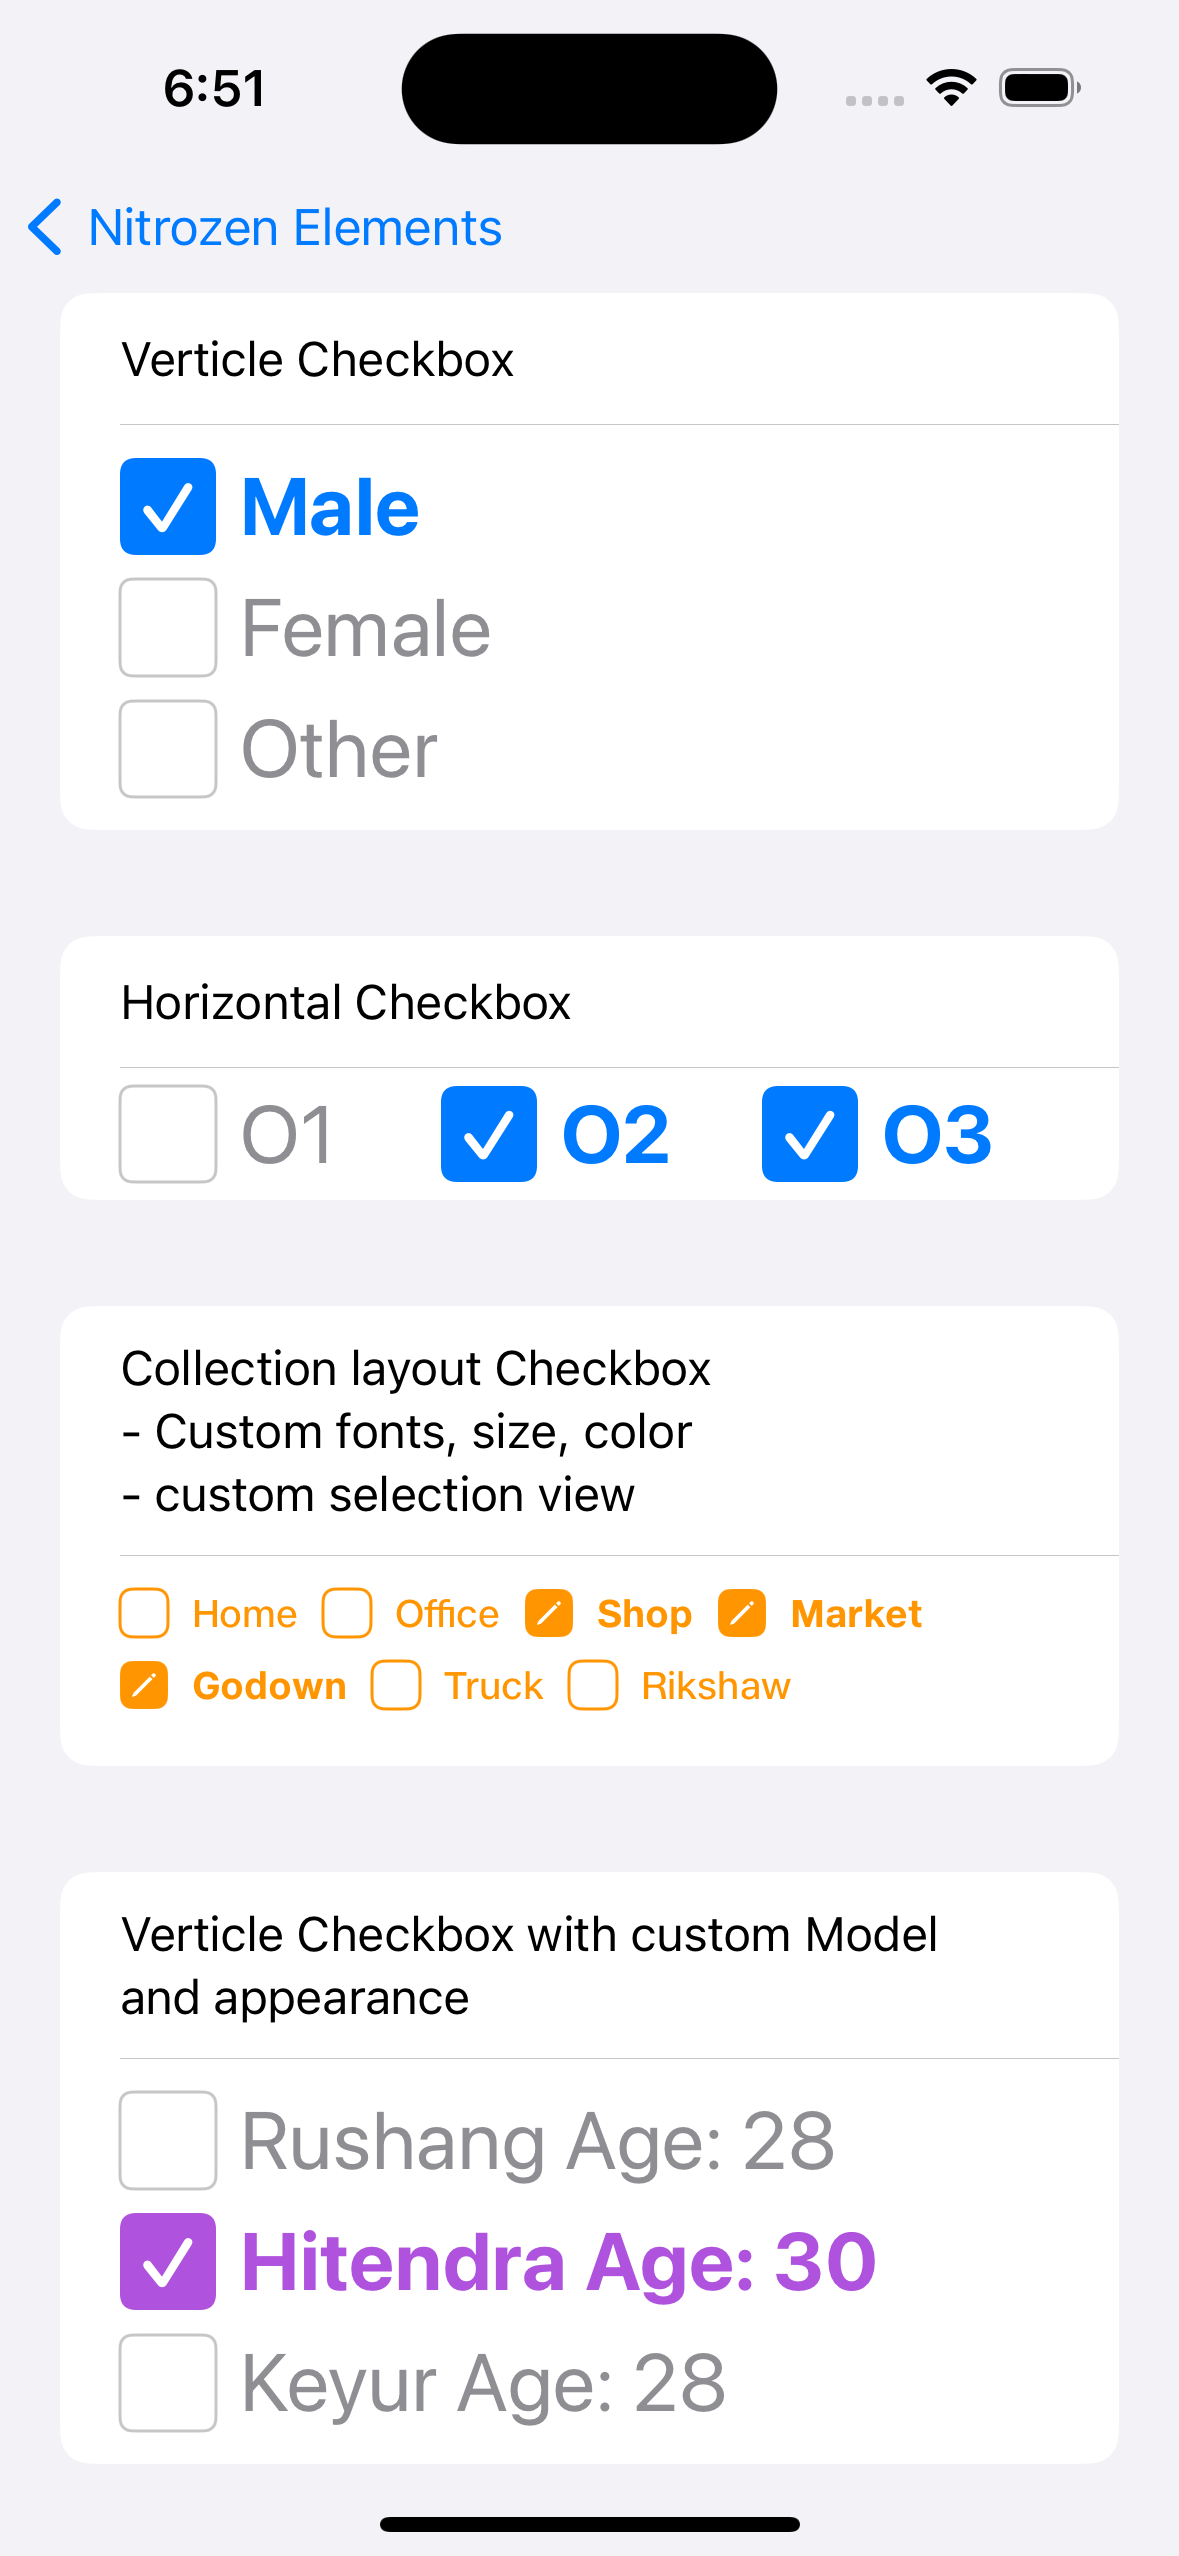 6:51
Nitrozen Elements
Verticle Checkbox
Male
Female
Other
Horizontal Checkbox
O1 O2 O3
Collection layout Checkbox
- Custom fonts, size, color
- custom selection view
Home Office Shop Market
Godown Truck Rikshaw
Verticle Checkbox with custom Model
and appearance
Rushang Age: 28
Hitendra Age: 30
Keyur Age: 28